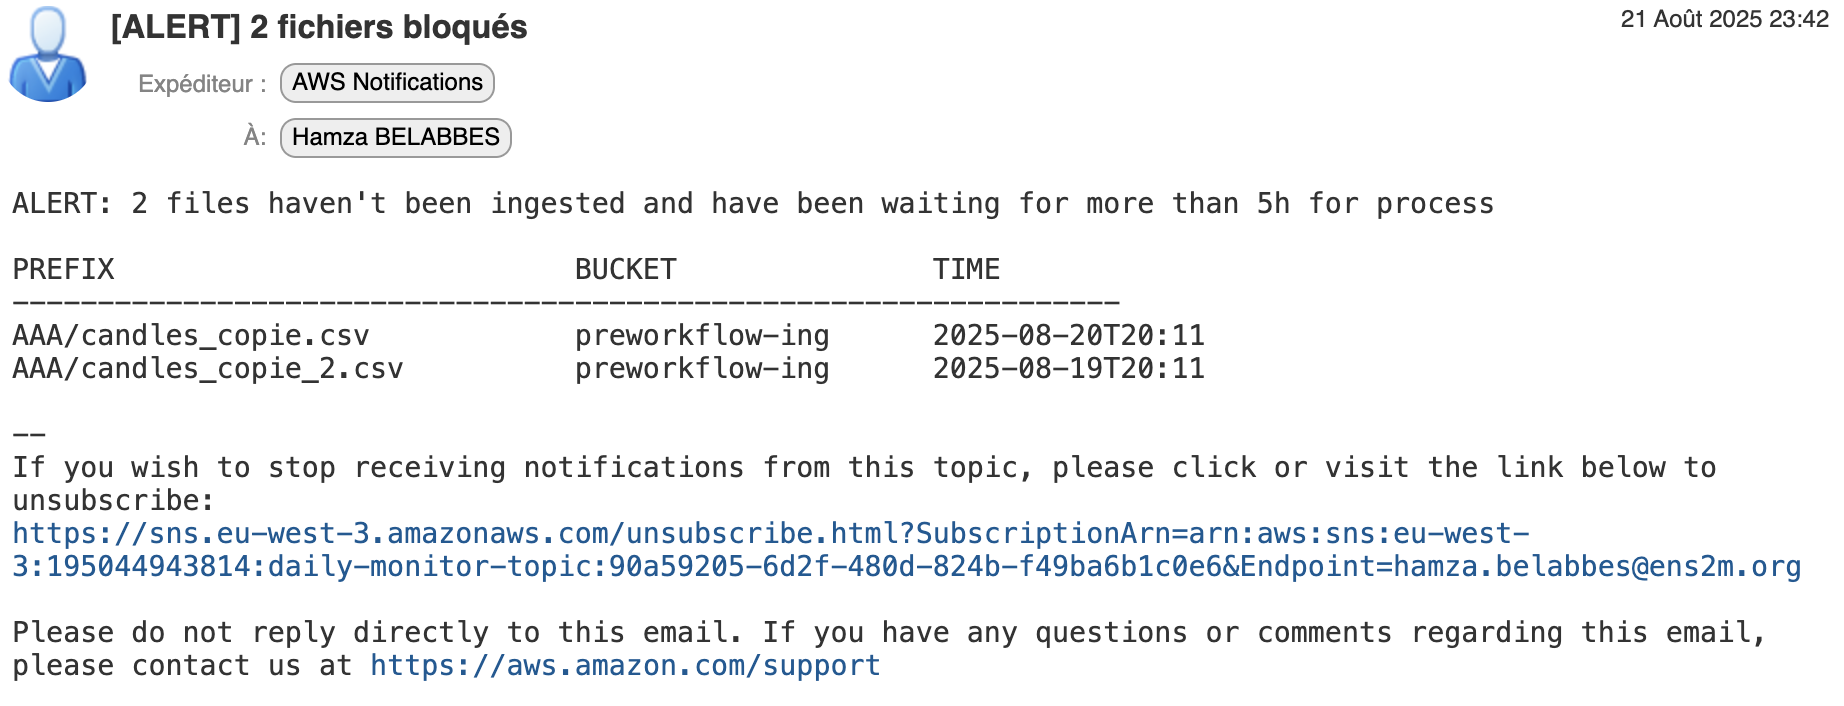 [ALERT] 2 fichiers bloqués
21 Août 2025 23:42
Expéditeur : AWS Notifications
À: Hamza BELABBES
ALERT: 2 files haven't been ingested and have been waiting for more than 5h for process
PREFIX BUCKET TIME
-----------------------------------------------------------------
AAA/candles_copie.csv preworkflow-ing 2025-08-20T20:11
AAA/candles_copie_2.csv preworkflow-ing 2025-08-19T20:11
--
If you wish to stop receiving notifications from this topic, please click or visit the link below to
unsubscribe:
https://sns.eu-west-3.amazonaws.com/unsubscribe.html?SubscriptionArn=arn:aws:sns:eu-west-
3:195044943814:daily-monitor-topic:90a59205-6d2f-480d-824b-f49ba6b1c0e6&Endpoint=hamza.belabbes@ens2m.org
Please do not reply directly to this email. If you have any questions or comments regarding this email,
please contact us at https://aws.amazon.com/support